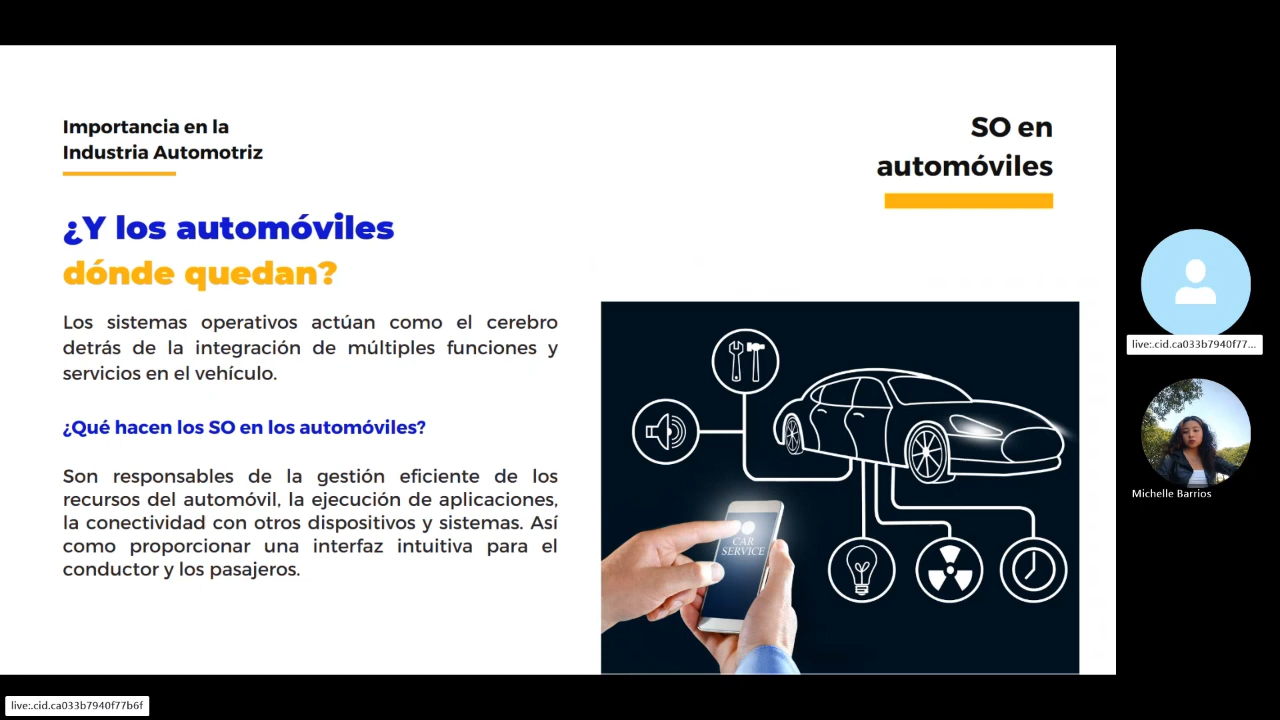 Importancia en la
Industria Automotriz
SO en
automóviles
¿Y los automóviles
dónde quedan?
Los sistemas operativos actúan como el cerebro
detrás de la integración de múltiples funciones y
servicios en el vehículo.
¿Qué hacen los SO en los automóviles?
Son responsables de la gestión eficiente de los
recursos del automóvil, la ejecución de aplicaciones,
la conectividad con otros dispositivos y sistemas. Así
como proporcionar una interfaz intuitiva para el
conductor y los pasajeros.
CAR
SERVICE
live:.cid.ca033b7940f77...
Michelle Barrios
live:.cid.ca033b7940f77b6f